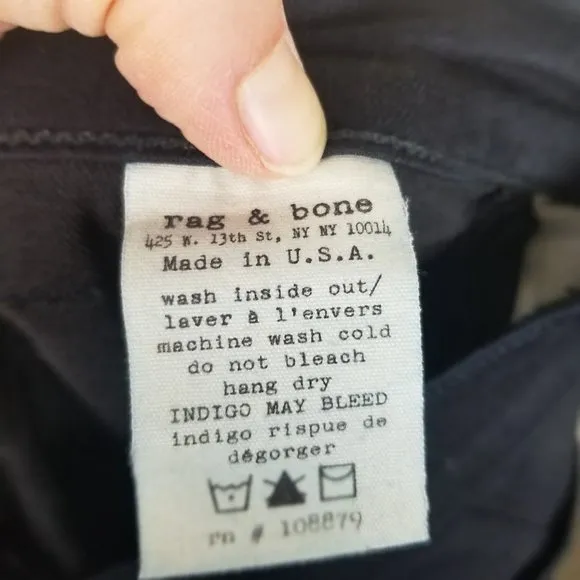 rag & bone
425 W. 13th St, NY NY 10014
Made in U.S.A.
wash inside out/
laver à l'envers
machine wash cold
do not bleach
hang dry
INDIGO MAY BLEED
indigo rispue de
dégorger
rn # 108879